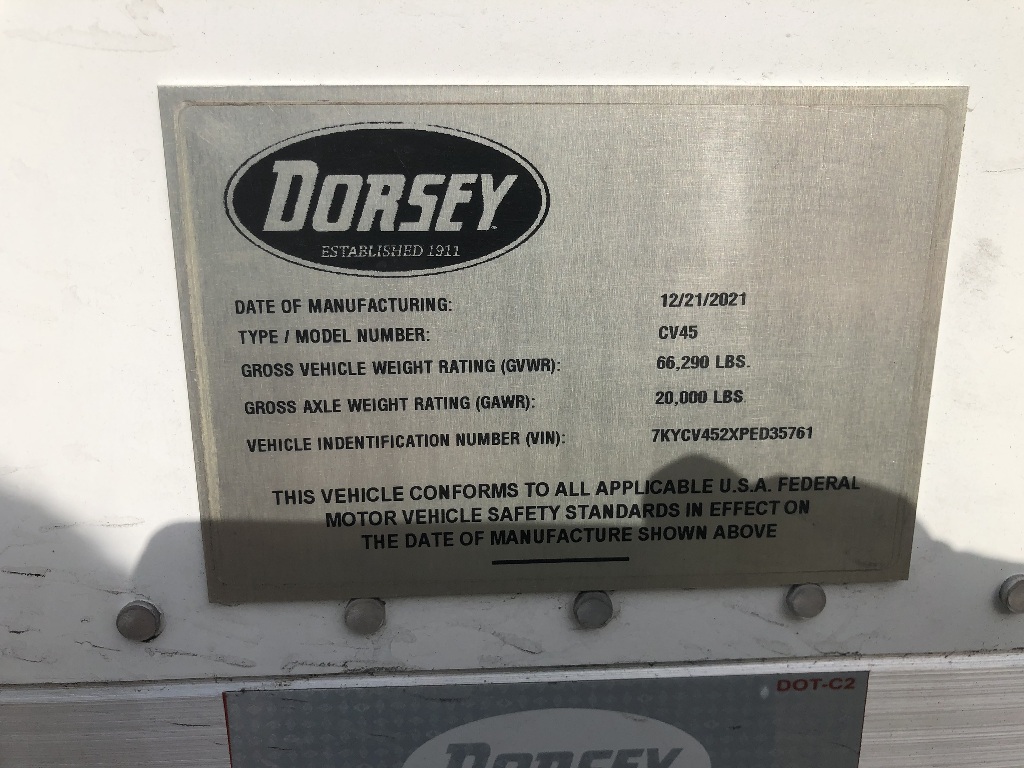 DORSEY
ESTABLISHED 1911
DATE OF MANUFACTURING: 12/21/2021
TYPE / MODEL NUMBER: CV45
GROSS VEHICLE WEIGHT RATING (GVWR): 66,290 LBS.
GROSS AXLE WEIGHT RATING (GAWR): 20,000 LBS
VEHICLE INDENTIFICATION NUMBER (VIN): 7KYCV452XPED35761
THIS VEHICLE CONFORMS TO ALL APPLICABLE U.S.A. FEDERAL
MOTOR VEHICLE SAFETY STANDARDS IN EFFECT ON
THE DATE OF MANUFACTURE SHOWN ABOVE
DOT-C2
DORSEY